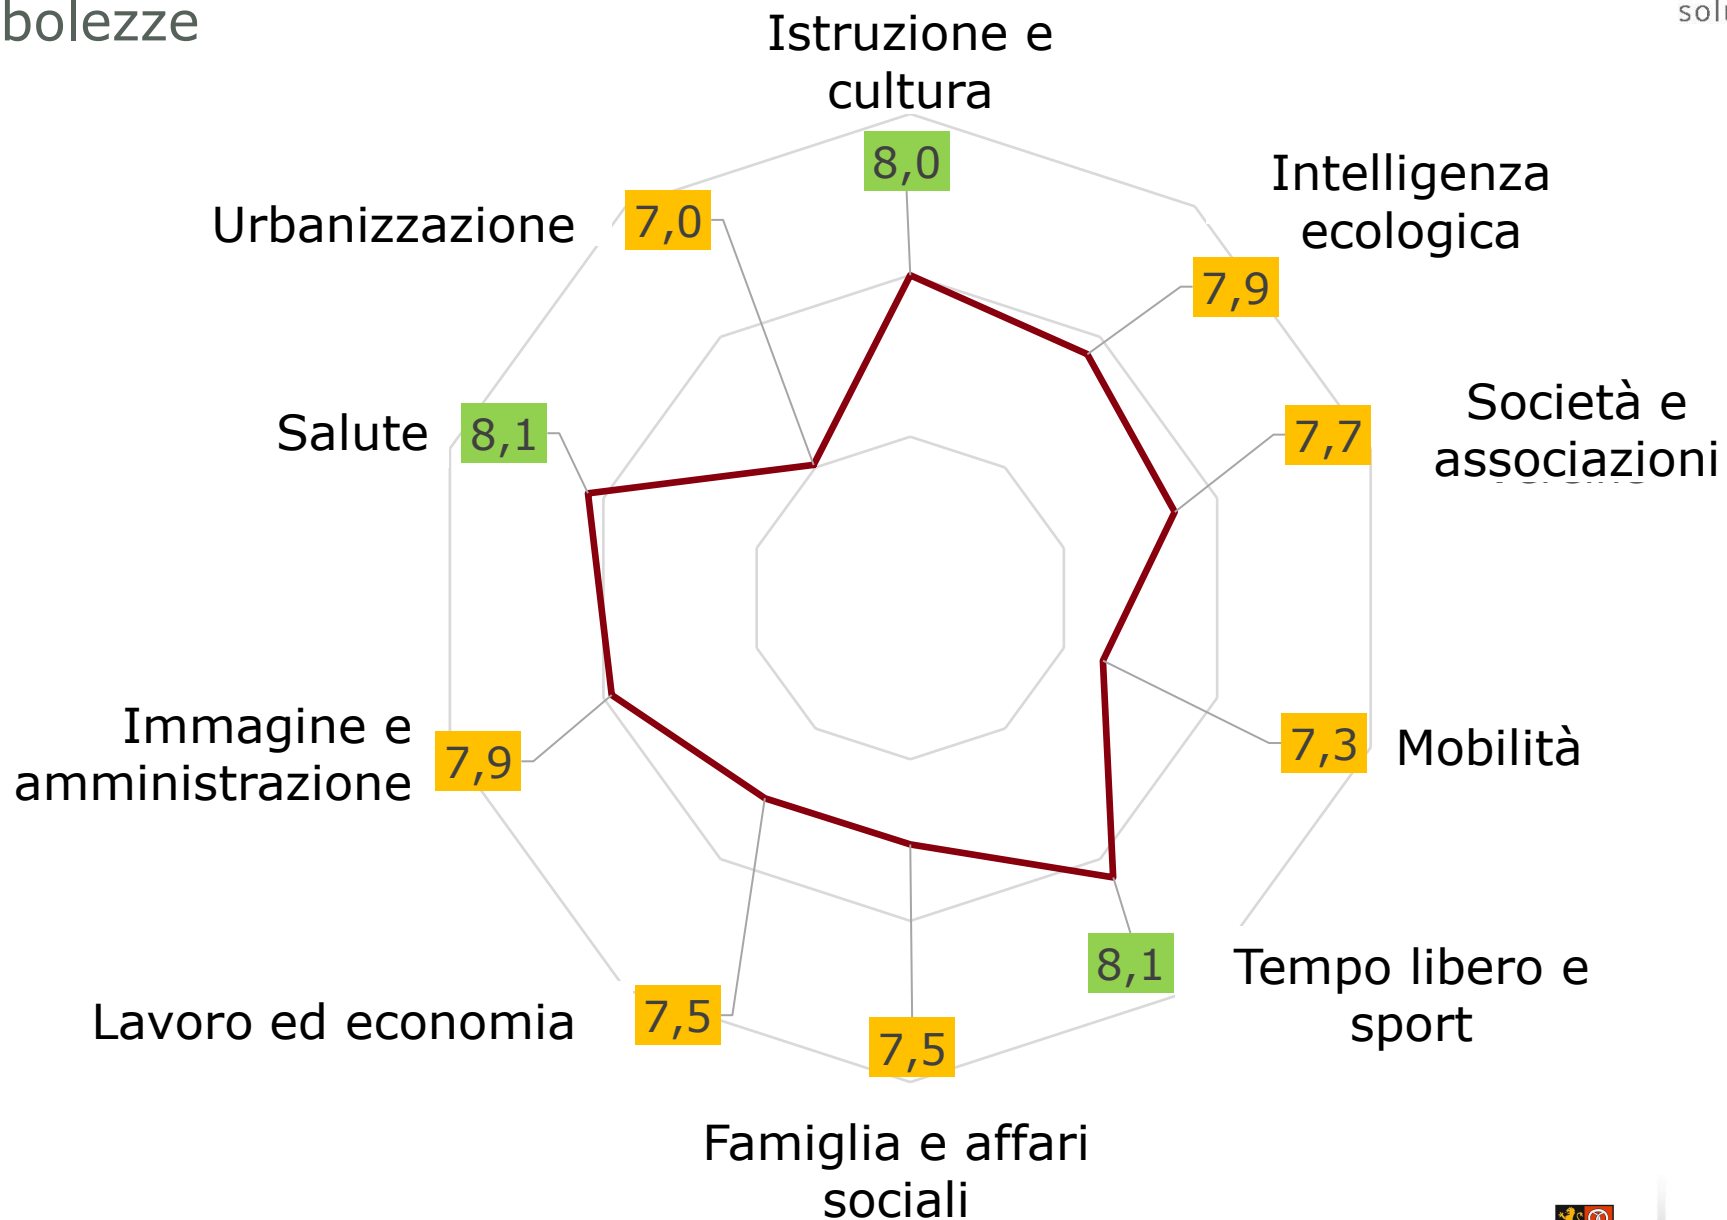 bolezze
Istruzione e
cultura
8,0
Intelligenza
ecologica
7,9
Urbanizzazione
7,0
Società e
associazioni
7,7
Salute
8,1
Mobilità
7,3
Immagine e
amministrazione
7,9
Tempo libero e
sport
8,1
Lavoro ed economia
7,5
7,5
Famiglia e affari
sociali